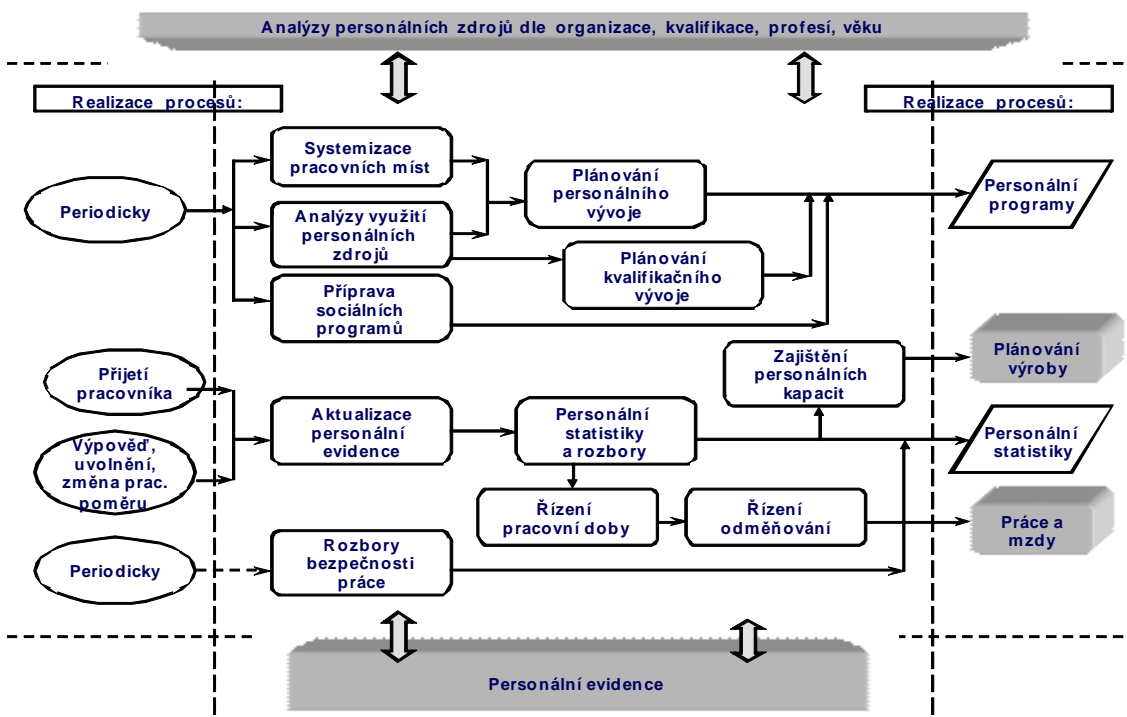 Analýzy personálních zdrojů dle organizace, kvalifikace, profesí, věku
Realizace procesů:
Realizace procesů:
Systemizace
pracovních míst
Plánování
personálního
vývoje
Personální
programy
Periodicky
Analýzy využití
personálních
zdrojů
Plánování
kvalifikačního
vývoje
Příprava
sociálních
programů
Přijetí
pracovníka
Zajištění
personálních
kapacit
Plánování
výroby
Aktualizace
personální
evidence
Personální
statistiky
a rozbory
Personální
statistiky
Výpověď,
uvolnění,
změna prac.
poměru
Řízení
pracovní doby
Řízení
odměňování
Práce a
mzdy
Periodicky
Rozbory
bezpečnosti
práce
Personální evidence